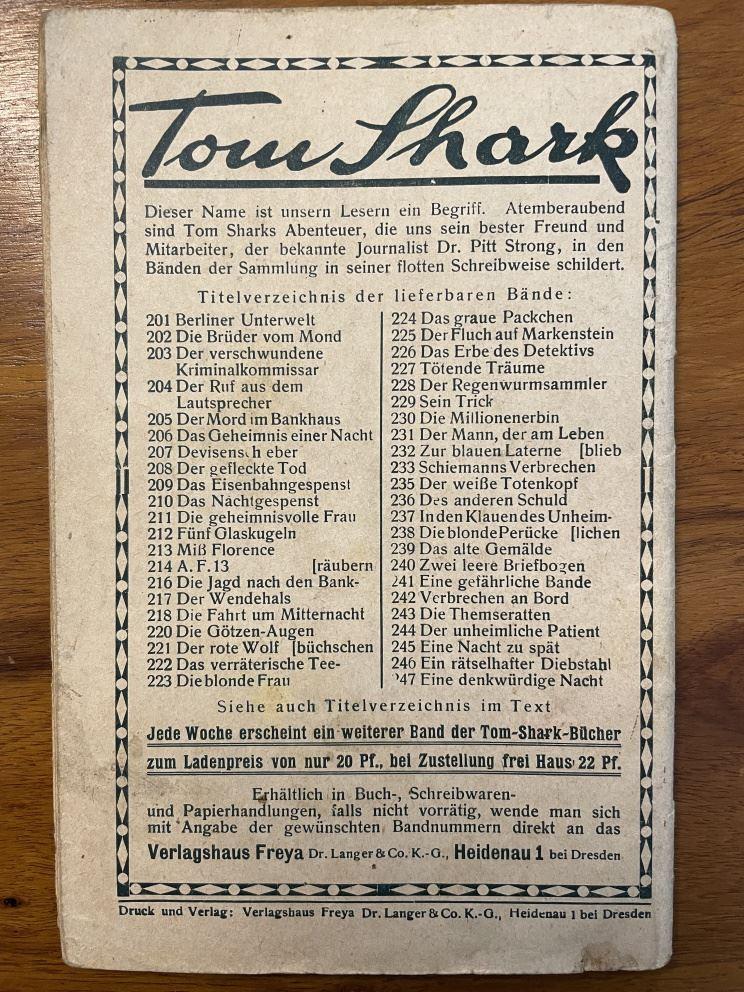 Tom Shark
Dieser Name ist unsern Lesern ein Begriff. Atemberaubend
sind Tom Sharks Abenteuer, die uns sein bester Freund und
Mitarbeiter, der bekannte Journalist Dr. Pitt Strong, in den
Bänden der Sammlung in seiner flotten Schreibweise schildert.
Titelverzeichnis der lieferbaren Bände:
201 Berliner Unterwelt
202 Die Brüder vom Mond
203 Der verschwundene
Kriminalkommissar
204 Der Ruf aus dem
Lautsprecher
205 Der Mord im Bankhaus
206 Das Geheimnis einer Nacht
207 Devisensch eber
208 Der gefleckte Tod
209 Das Eisenbahngespenst
210 Das Nachtgespenst
211 Die geheimnisvolle Frau
212 Fünf Glaskugeln
213 Miß Florence
214 A. F. 13 [räubern
216 Die Jagd nach den Bank-
217 Der Wendehals
218 Die Fahrt um Mitternacht
220 Die Götzen-Augen
221 Der rote Wolf [büchschen
222 Das verräterische Tee-
223 Die blonde Frau
224 Das graue Päckchen
225 Der Fluch auf Markenstein
226 Das Erbe des Detektivs
227 Tötende Träume
228 Der Regenwurmsammler
229 Sein Trick
230 Die Millionenerbin
231 Der Mann, der am Leben
232 Zur blauen Laterne [blieb
233 Schiemanns Verbrechen
235 Der weiße Totenkopf
236 Des anderen Schuld
237 In den Klauen des Unheim-
238 Die blonde Perücke [lichen
239 Das alte Gemälde
240 Zwei leere Briefbogen
241 Eine gefährliche Bande
242 Verbrechen an Bord
243 Die Themseratten
244 Der unheimliche Patient
245 Eine Nacht zu spät
246 Ein rätselhafter Diebstahl
247 Eine denkwürdige Nacht
Siehe auch Titelverzeichnis im Text
Jede Woche erscheint ein weiterer Band der Tom-Shark-Bücher
zum Ladenpreis von nur 20 Pf., bei Zustellung frei Haus 22 Pf.
Erhältlich in Buch-, Schreibwaren-
und Papierhandlungen, falls nicht vorrätig, wende man sich
mit Angabe der gewünschten Bandnummern direkt an das
Verlagshaus Freya Dr. Langer & Co. K.-G., Heidenau 1 bei Dresden
Druck und Verlag: Verlagshaus Freya Dr. Langer & Co. K.-G., Heidenau 1 bei Dresden